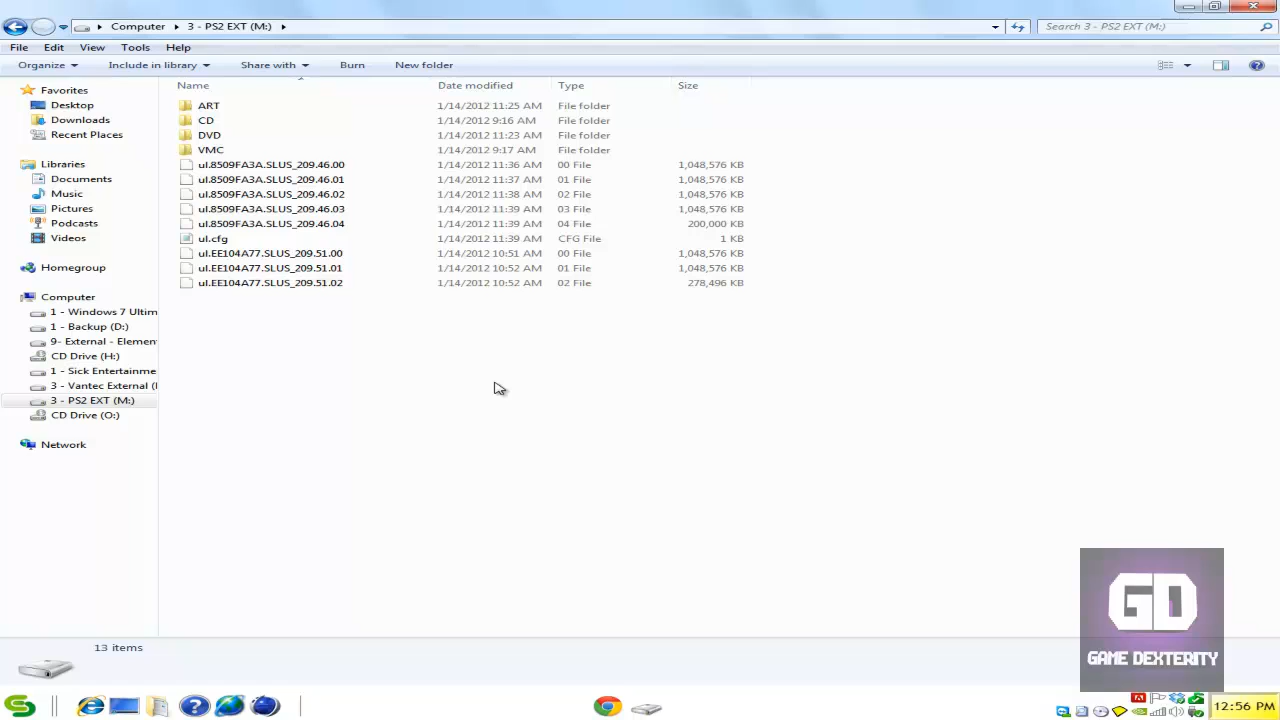 Computer 3 - PS2 EXT (M:) Search 3 - PS2 EXT (M:)
File Edit View Tools Help
Organize Include in library Share with Burn New folder
Name Date modified Type Size
Favorites
Desktop
Downloads
Recent Places
Libraries
Documents
Music
Pictures
Podcasts
Videos
Homegroup
Computer
1 - Windows 7 Ultim
1 - Backup (D:)
9- External - Elemen
CD Drive (H:)
1 - Sick Entertainme
3 - Vantec External (
3 - PS2 EXT (M:)
CD Drive (O:)
Network
ART 1/14/2012 11:25 AM File folder
CD 1/14/2012 9:16 AM File folder
DVD 1/14/2012 11:23 AM File folder
VMC 1/14/2012 9:17 AM File folder
ul.8509FA3A.SLUS_209.46.00 1/14/2012 11:36 AM 00 File 1,048,576 KB
ul.8509FA3A.SLUS_209.46.01 1/14/2012 11:37 AM 01 File 1,048,576 KB
ul.8509FA3A.SLUS_209.46.02 1/14/2012 11:38 AM 02 File 1,048,576 KB
ul.8509FA3A.SLUS_209.46.03 1/14/2012 11:39 AM 03 File 1,048,576 KB
ul.8509FA3A.SLUS_209.46.04 1/14/2012 11:39 AM 04 File 200,000 KB
ul.cfg 1/14/2012 11:39 AM CFG File 1 KB
ul.EE104A77.SLUS_209.51.00 1/14/2012 10:51 AM 00 File 1,048,576 KB
ul.EE104A77.SLUS_209.51.01 1/14/2012 10:52 AM 01 File 1,048,576 KB
ul.EE104A77.SLUS_209.51.02 1/14/2012 10:52 AM 02 File 278,496 KB
13 items
GD
GAME DEXTERITY
12:56 PM